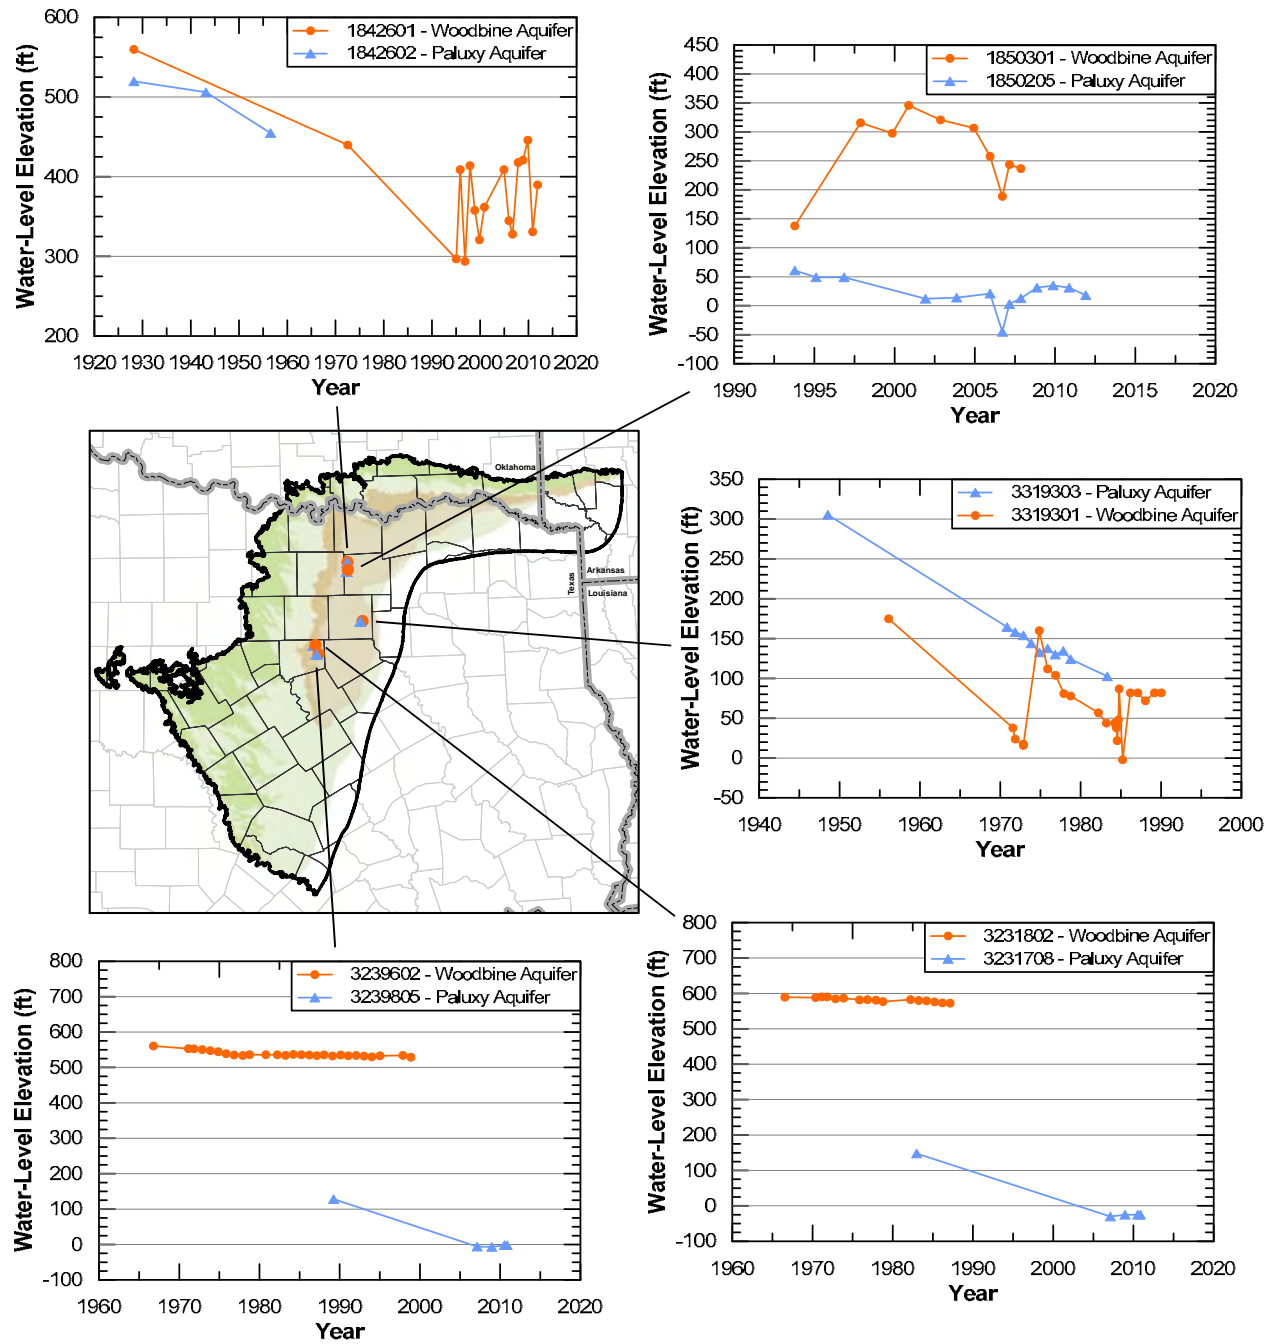 1842601 - Woodbine Aquifer
1842602 - Paluxy Aquifer
Water-Level Elevation (ft)
600
500
400
300
200
1920 1930 1940 1950 1960 1970 1980 1990 2000 2010 2020
Year
1850301 - Woodbine Aquifer
1850205 - Paluxy Aquifer
Water-Level Elevation (ft)
450
400
350
300
250
200
150
100
50
0
-50
-100
1990 1995 2000 2005 2010 2015 2020
Year
Oklahoma
Texas
Arkansas
Louisiana
3319303 - Paluxy Aquifer
3319301 - Woodbine Aquifer
Water-Level Elevation (ft)
350
300
250
200
150
100
50
0
-50
1940 1950 1960 1970 1980 1990 2000
Year
3239602 - Woodbine Aquifer
3239805 - Paluxy Aquifer
Water-Level Elevation (ft)
800
700
600
500
400
300
200
100
0
-100
1960 1970 1980 1990 2000 2010 2020
Year
3231802 - Woodbine Aquifer
3231708 - Paluxy Aquifer
Water-Level Elevation (ft)
800
700
600
500
400
300
200
100
0
-100
1960 1970 1980 1990 2000 2010 2020
Year